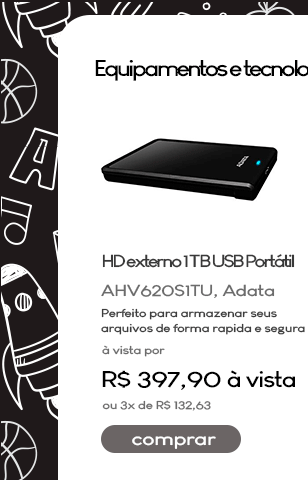 Equipamentos e tecnolo
ADATA
HD externo 1TB USB Portátil
AHV620S1TU, Adata
Perfeito para armazenar seus
arquivos de forma rapida e segura
à vista por
R$ 397,90 à vista
ou 3x de R$ 132,63
comprar